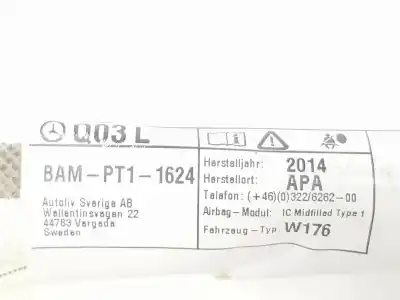 Q03 L
BAM-PT1-1624
Autoliv Sverige AB
Wallentinsvagen 22
44783 Vargada
Sweden
Herstelljahr: 2014
Herstellort: APA
Telefon: (+46)(0)322/6262-00
Airbag-Modul: IC Midfilled Type 1
Fahrzeug-Typ: W176